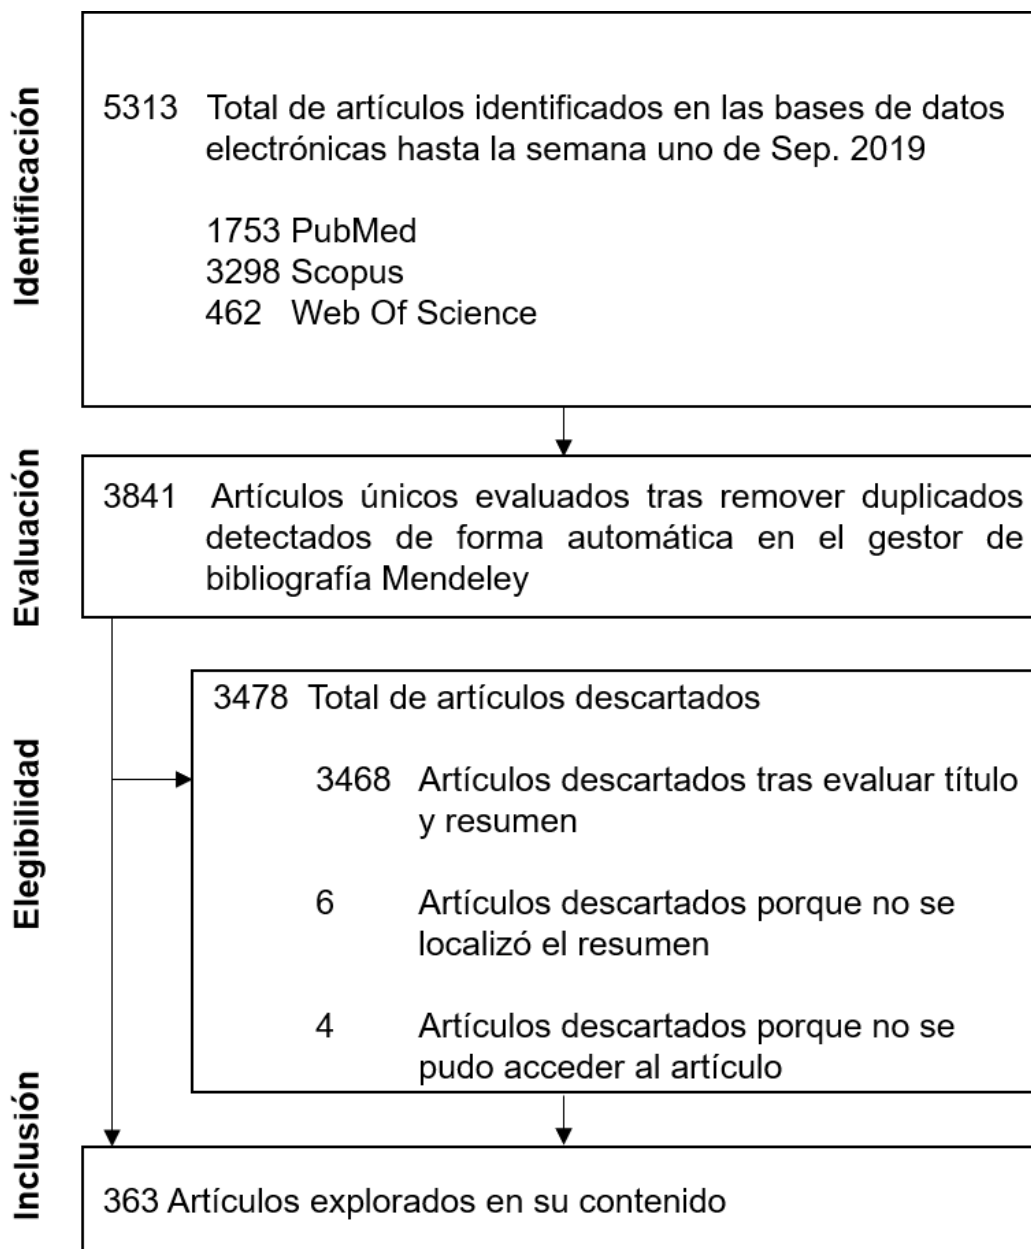 Identificación
5313 Total de artículos identificados en las bases de datos
electrónicas hasta la semana uno de Sep. 2019
1753 PubMed
3298 Scopus
462 Web Of Science
Evaluación
3841 Artículos únicos evaluados tras remover duplicados
detectados de forma automática en el gestor de
bibliografía Mendeley
Elegibilidad
3478 Total de artículos descartados
3468 Artículos descartados tras evaluar título
y resumen
6 Artículos descartados porque no se
localizó el resumen
4 Artículos descartados porque no se
pudo acceder al artículo
Inclusión
363 Artículos explorados en su contenido